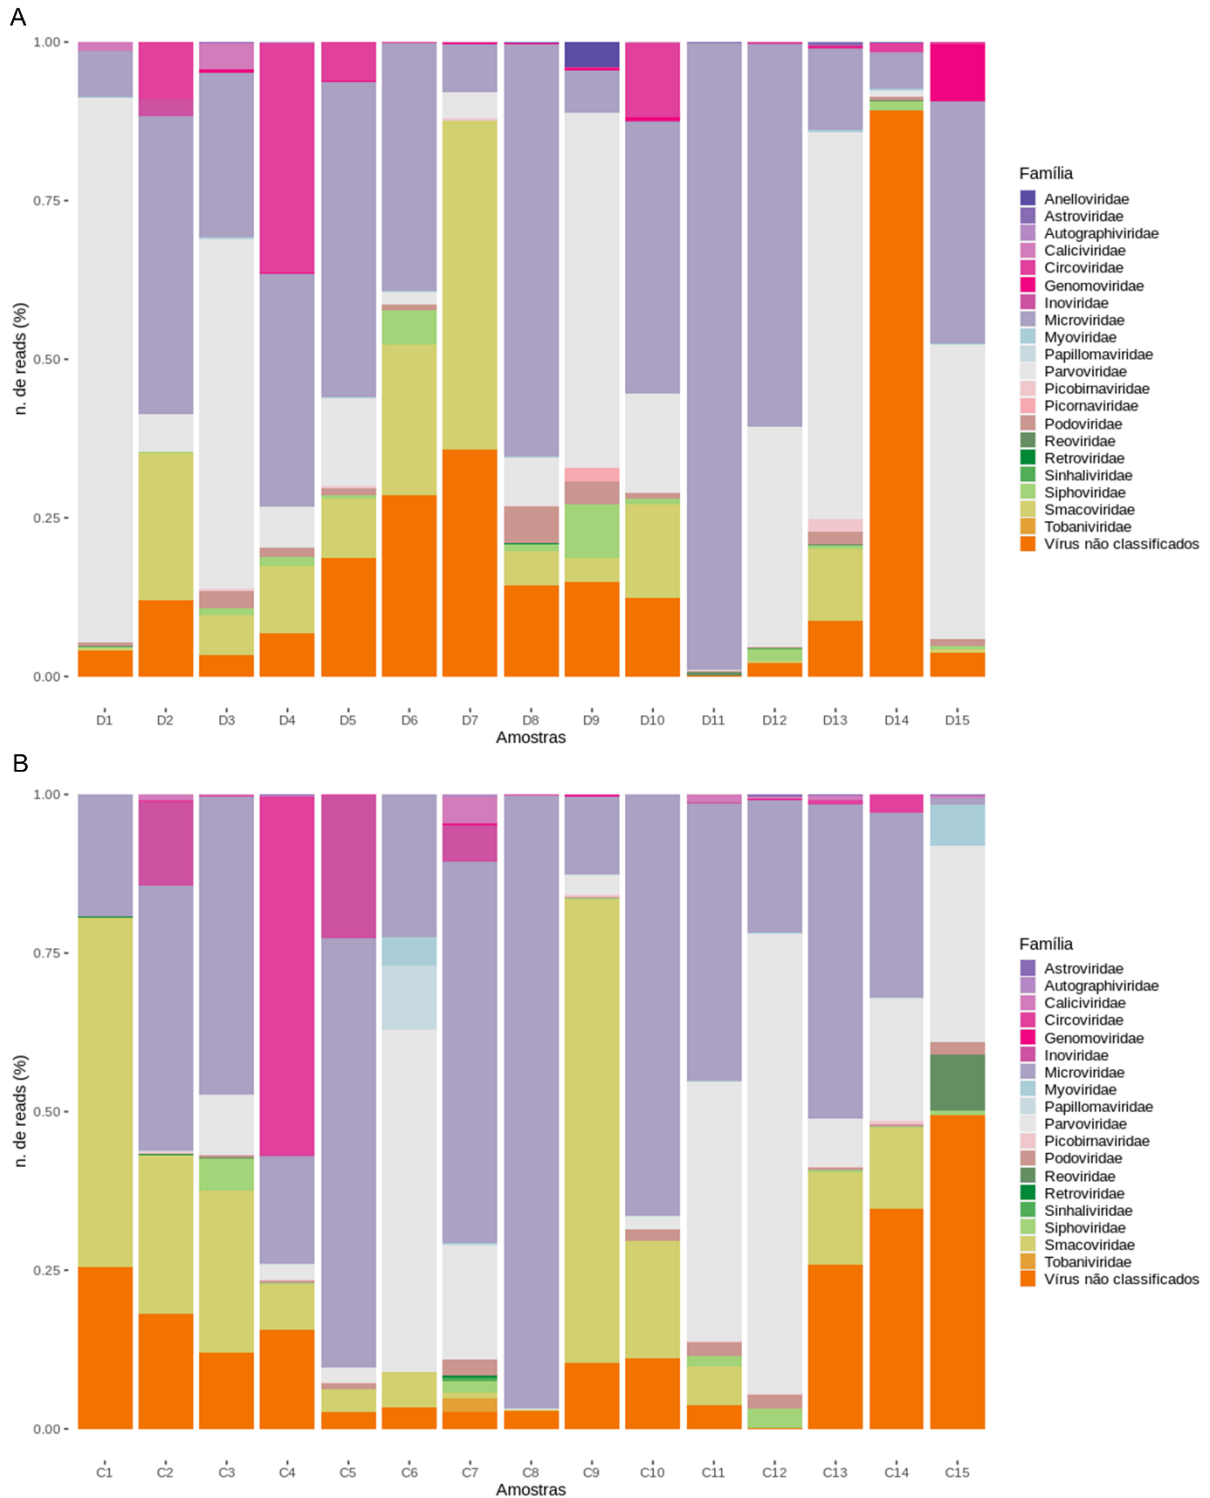 A
1.00
0.75
0.50
0.25
0.00
n. de reads (%)
D1 D2 D3 D4 D5 D6 D7 D8 D9 D10 D11 D12 D13 D14 D15
Amostras
Família
Anelloviridae
Astroviridae
Autographiviridae
Caliciviridae
Circoviridae
Genomoviridae
Inoviridae
Microviridae
Myoviridae
Papillomaviridae
Parvoviridae
Picobirnaviridae
Picornaviridae
Podoviridae
Reoviridae
Retroviridae
Sinhaliviridae
Siphoviridae
Smacoviridae
Tobaniviridae
Vírus não classificados
B
1.00
0.75
0.50
0.25
0.00
n. de reads (%)
C1 C2 C3 C4 C5 C6 C7 C8 C9 C10 C11 C12 C13 C14 C15
Amostras
Família
Astroviridae
Autographiviridae
Caliciviridae
Circoviridae
Genomoviridae
Inoviridae
Microviridae
Myoviridae
Papillomaviridae
Parvoviridae
Picobirnaviridae
Podoviridae
Reoviridae
Retroviridae
Sinhaliviridae
Siphoviridae
Smacoviridae
Tobaniviridae
Vírus não classificados